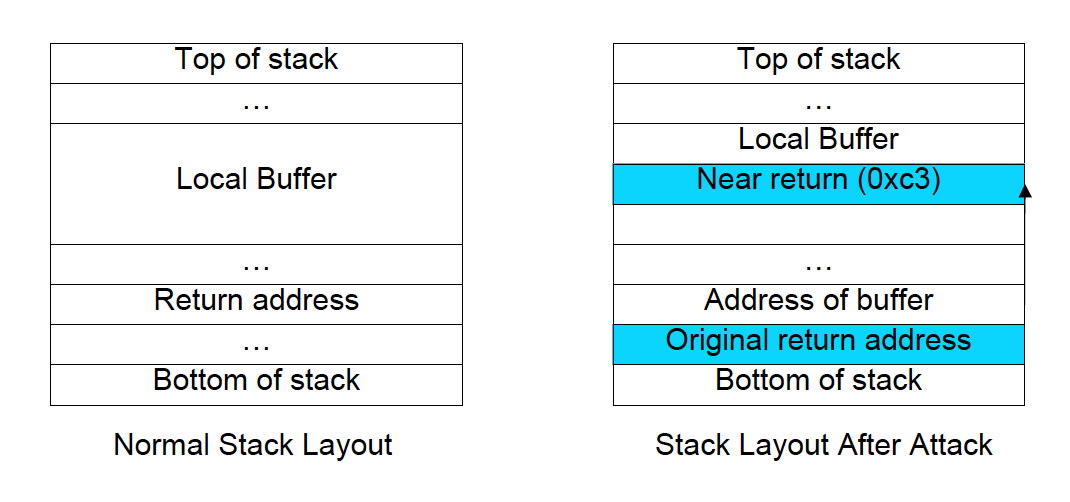 Top of stack
…
Local Buffer
…
Return address
…
Bottom of stack
Normal Stack Layout
Top of stack
…
Local Buffer
Near return (0xc3)
…
Address of buffer
Original return address
Bottom of stack
Stack Layout After Attack